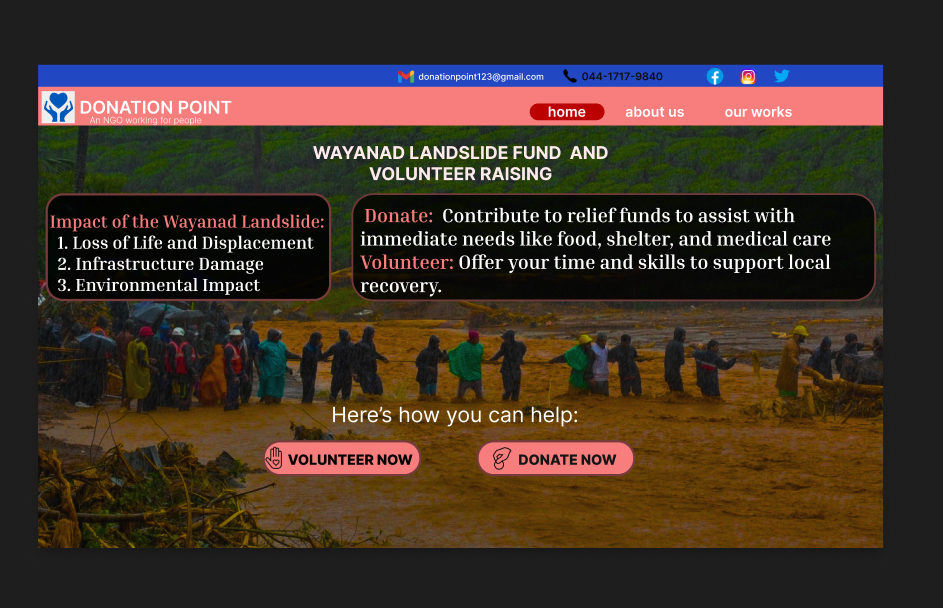 donationpoint123@gmail.com 044-1717-9840
DONATION POINT
An NGO working for people
home about us our works
WAYANAD LANDSLIDE FUND AND
VOLUNTEER RAISING
Impact of the Wayanad Landslide:
1. Loss of Life and Displacement
2. Infrastructure Damage
3. Environmental Impact
Donate: Contribute to relief funds to assist with
immediate needs like food, shelter, and medical care
Volunteer: Offer your time and skills to support local
recovery.
Here's how you can help:
VOLUNTEER NOW DONATE NOW